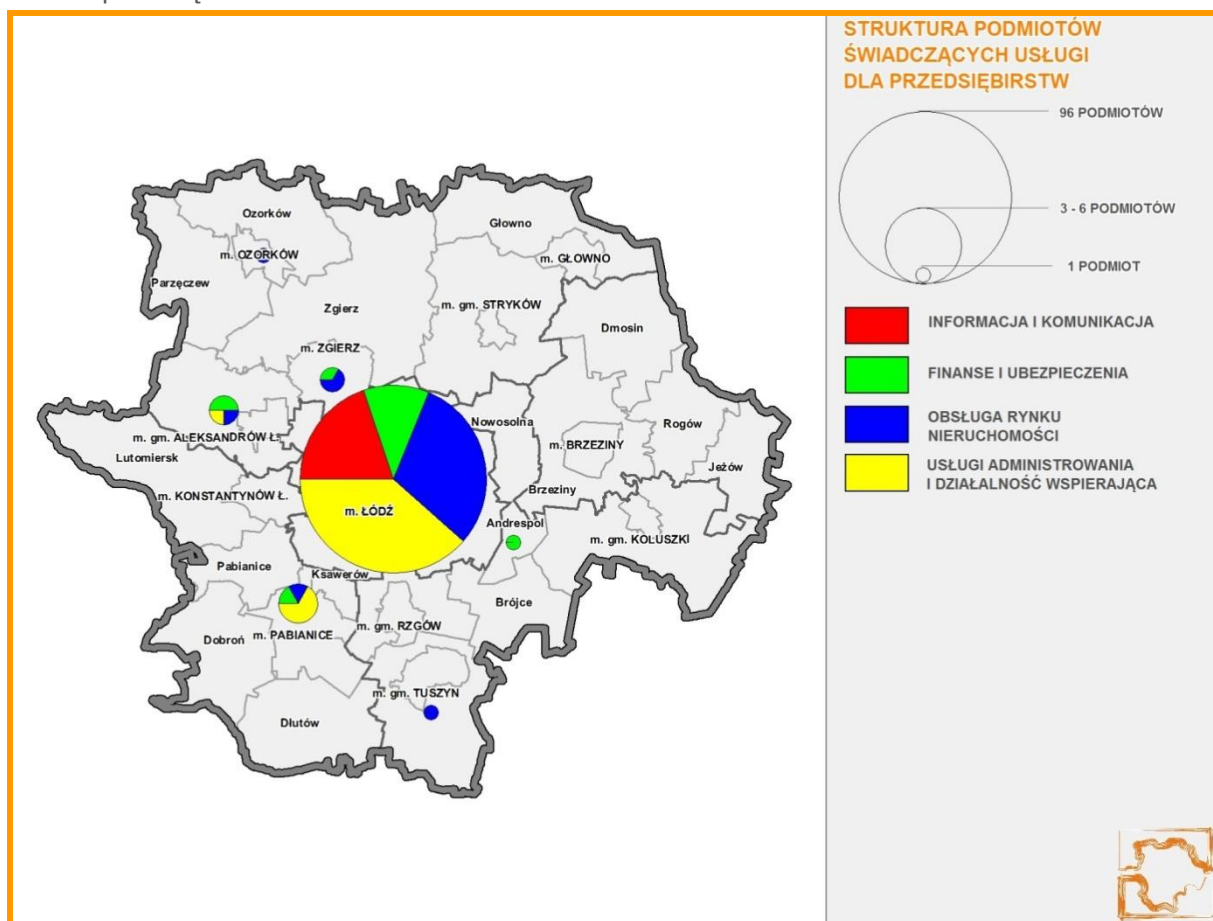 STRUKTURA PODMIOTÓW
ŚWIADCZĄCYCH USŁUGI
DLA PRZEDSIĘBIRSTW
96 PODMIOTÓW
3 - 6 PODMIOTÓW
1 PODMIOT
INFORMACJA I KOMUNIKACJA
FINANSE I UBEZPIECZENIA
OBSŁUGA RYNKU
NIERUCHOMOŚCI
USŁUGI ADMINISTROWANIA
I DZIAŁALNOŚĆ WSPIERAJĄCA
Ozorków
m. OZORKÓW
Parzęczew
Głowno
m. GŁOWNO
Zgierz
m. gm. STRYKÓW
Dmosin
m. ZGIERZ
Nowosolna
Rogów
m. gm. ALEKSANDRÓW Ł.
m. BRZEZINY
Lutomiersk
Jeżów
m. KONSTANTYNÓW Ł.
Brzeziny
m. ŁÓDŹ
Andrespol
m. gm. KOLUSZKI
Pabianice
Ksawerów
Brójce
m. gm. RZGÓW
Dobroń
m. PABIANICE
m. gm. TUSZYN
Dłutów